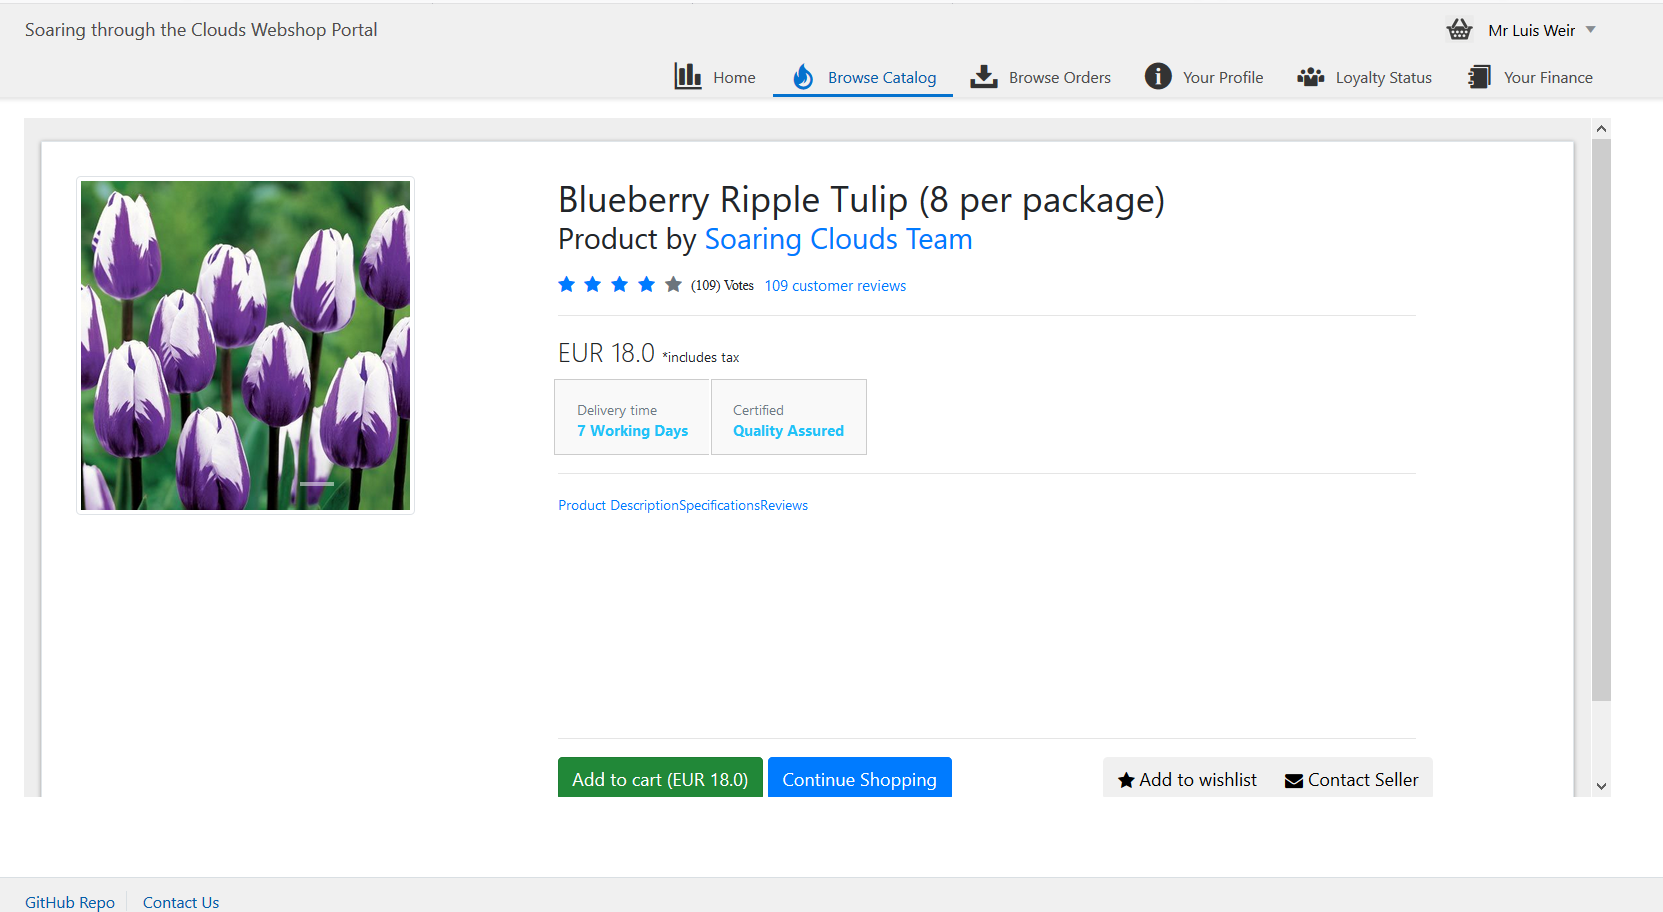 Soaring through the Clouds Webshop Portal
Mr Luis Weir
Home
Browse Catalog
Browse Orders
Your Profile
Loyalty Status
Your Finance
Blueberry Ripple Tulip (8 per package)
Product by Soaring Clouds Team
(109) Votes 109 customer reviews
EUR 18.0 *includes tax
Delivery time
7 Working Days
Certified
Quality Assured
Product DescriptionSpecificationsReviews
Add to cart (EUR 18.0)
Continue Shopping
Add to wishlist
Contact Seller
GitHub Repo
Contact Us